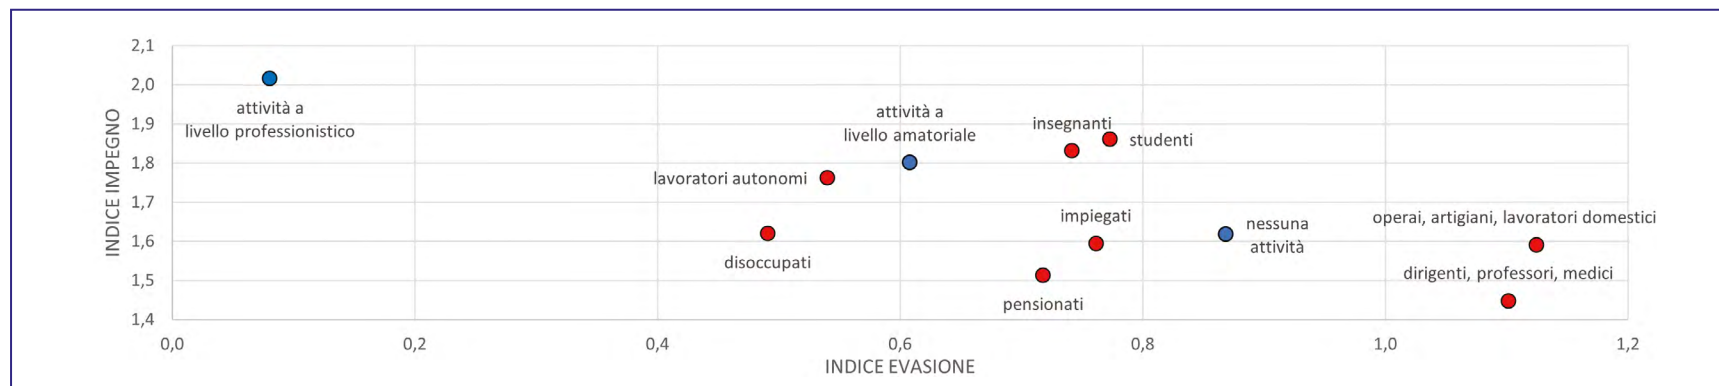 2,1
2,0
1,9
1,8
1,7
1,6
1,5
1,4
INDICE IMPEGNO
attività a
livello professionistico
attività a
livello amatoriale
insegnanti
studenti
lavoratori autonomi
disoccupati
impiegati
pensionati
nessuna
attività
operai, artigiani, lavoratori domestici
dirigenti, professori, medici
0,0
0,2
0,4
0,6
0,8
1,0
1,2
INDICE EVASIONE